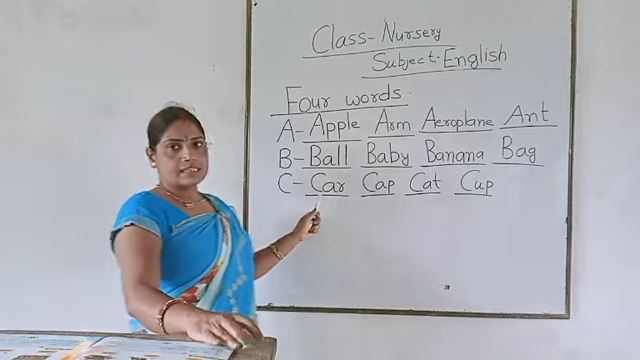 Class-Nursery
Subject-English
Four words.
A- Apple Arm Aeroplane Ant
B- Ball Baby Banana Bag
C- Car Cap Cat Cup